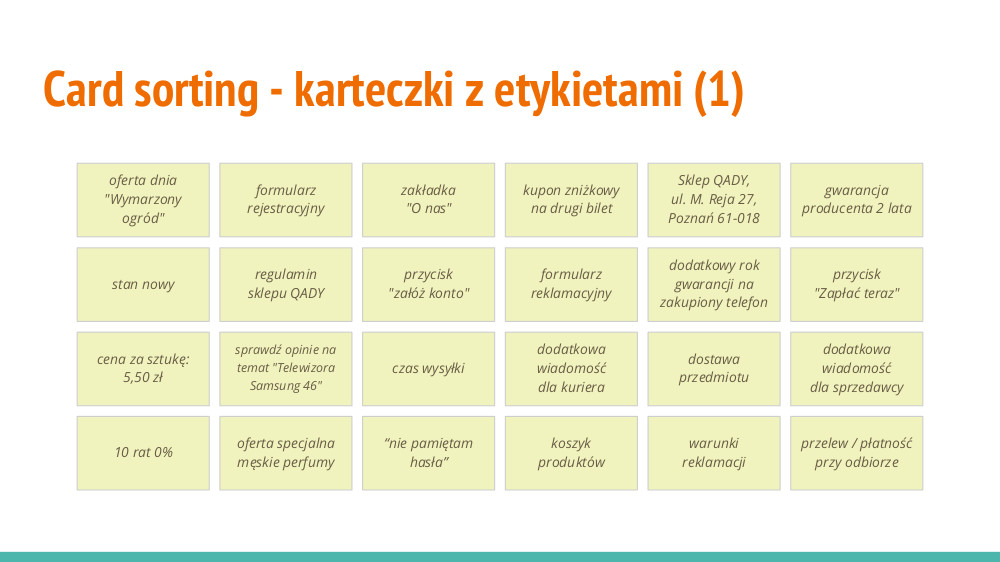 Card sorting - karteczki z etykietami (1)
oferta dnia
"Wymarzony
ogród"
formularz
rejestracyjny
zakładka
"O nas"
kupon zniżkowy
na drugi bilet
Sklep QADY,
ul. M. Reja 27,
Poznań 61-018
gwarancja
producenta 2 lata
stan nowy
regulamin
sklepu QADY
przycisk
"załóż konto"
formularz
reklamacyjny
dodatkowy rok
gwarancji na
zakupiony telefon
przycisk
"Zapłać teraz"
cena za sztukę:
5,50 zł
sprawdź opinie na
temat "Telewizora
Samsung 46"
czas wysyłki
dodatkowa
wiadomość
dla kuriera
dostawa
przedmiotu
dodatkowa
wiadomość
dla sprzedawcy
10 rat 0%
oferta specjalna
męskie perfumy
"nie pamiętam
hasła”
koszyk
produktów
warunki
reklamacji
przelew / płatność
przy odbiorze